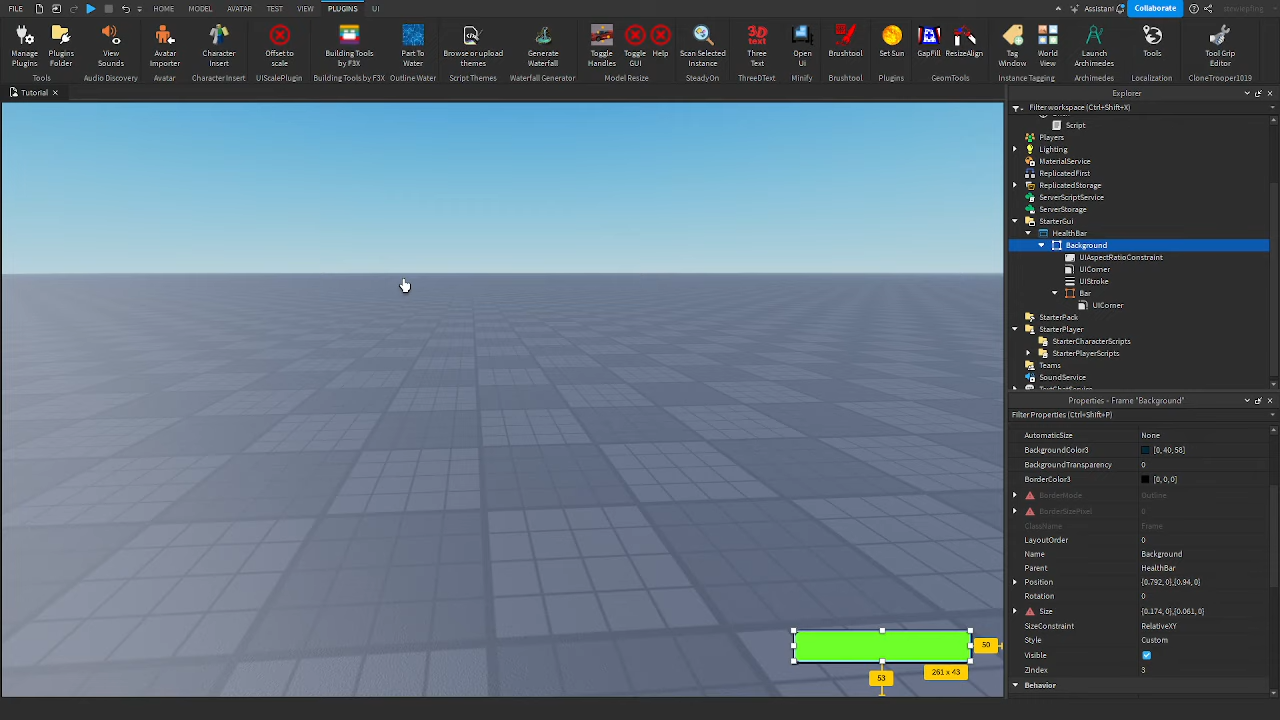 FILE MODEL HOME AVATAR TEST VIEW PLUGINS UI Assistant Collaborate
Manage Plugins
Plugins Folder
View Sounds
Avatar Importer
Character Insert
Offset to scale
Building Tools by F3X
Part To Water
Browse or upload themes
Generate Waterfall
Toggle Handles
Toggle GUI
Help
Scan Selected Instance
Three Text
Open Ui
Brushtool
Set Sun
GapFill
ResizeAlign
Tag Window
World View
Launch Archimedes
Tools
Tool Grip Editor
Tools Audio Discovery Avatar Character Insert UIScalePlugin Building Tools by F3X Outline Water Script Themes Waterfall Generator Model Resize SteadyOn ThreeDText Minify Brushtool Plugins GeomTools Instance Tagging Archimedes Localization CloneTrooper1019
Tutorial
Explorer
Filter workspace (Ctrl+Shift+X)
Script
Players
Lighting
MaterialService
ReplicatedFirst
ReplicatedStorage
ServerScriptService
ServerStorage
StarterGui
HealthBar
Background
UIAspectRatioConstraint
UICorner
UIStroke
Bar
UICorner
StarterPack
StarterPlayer
StarterCharacterScripts
StarterPlayerScripts
Teams
SoundService
Properties - Frame "Background"
Filter Properties (Ctrl+Shift+P)
AutomaticSize None
BackgroundColor3 [0, 40, 58]
BackgroundTransparency 0
BorderColor3 [0, 0, 0]
BorderMode Outline
BorderSizePixel 0
ClassName Frame
LayoutOrder 0
Name Background
Parent HealthBar
Position {0.792, 0},{0.94, 0}
Rotation 0
Size {0.174, 0},{0.061, 0}
SizeConstraint RelativeXY
Style Custom
Visible
ZIndex 3
Behavior
50
261 x 43
53